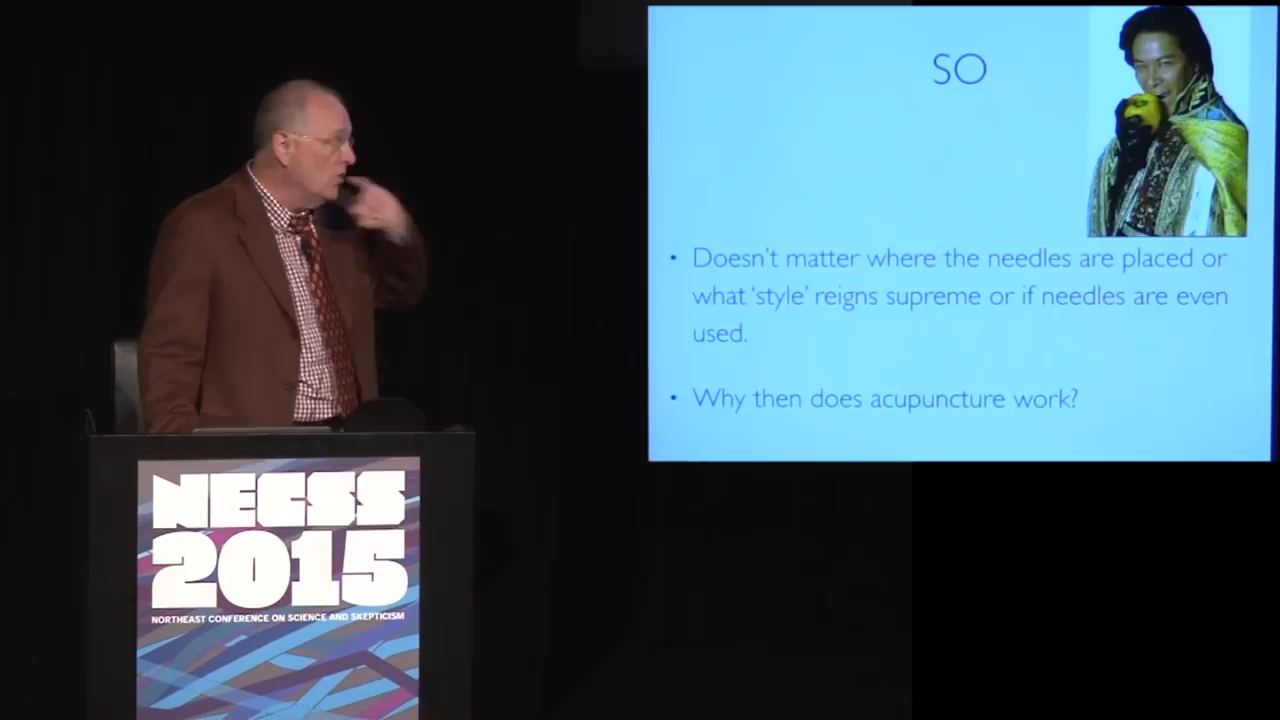 SO
• Doesn't matter where the needles are placed or
what 'style' reigns supreme or if needles are even
used.
• Why then does acupuncture work?
NECSS
2015
NORTHEAST CONFERENCE ON SCIENCE AND SKEPTICISM